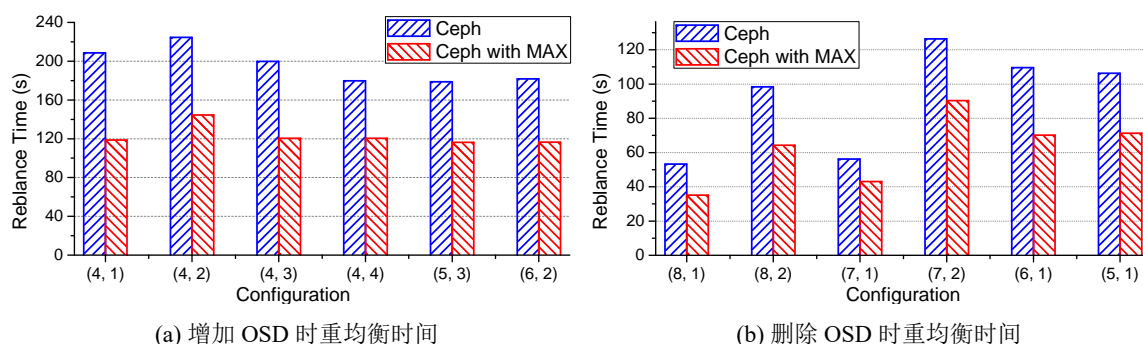 240
200
160
120
80
40
0
Reblance Time (s)
Ceph
Ceph with MAX
(4, 1) (4, 2) (4, 3) (4, 4) (5, 3) (6, 2)
Configuration
(a) 增加 OSD 时重均衡时间
120
100
80
60
40
20
0
Reblance Time (s)
Ceph
Ceph with MAX
(8, 1) (8, 2) (7, 1) (7, 2) (6, 1) (5, 1)
Configuration
(b) 删除 OSD 时重均衡时间